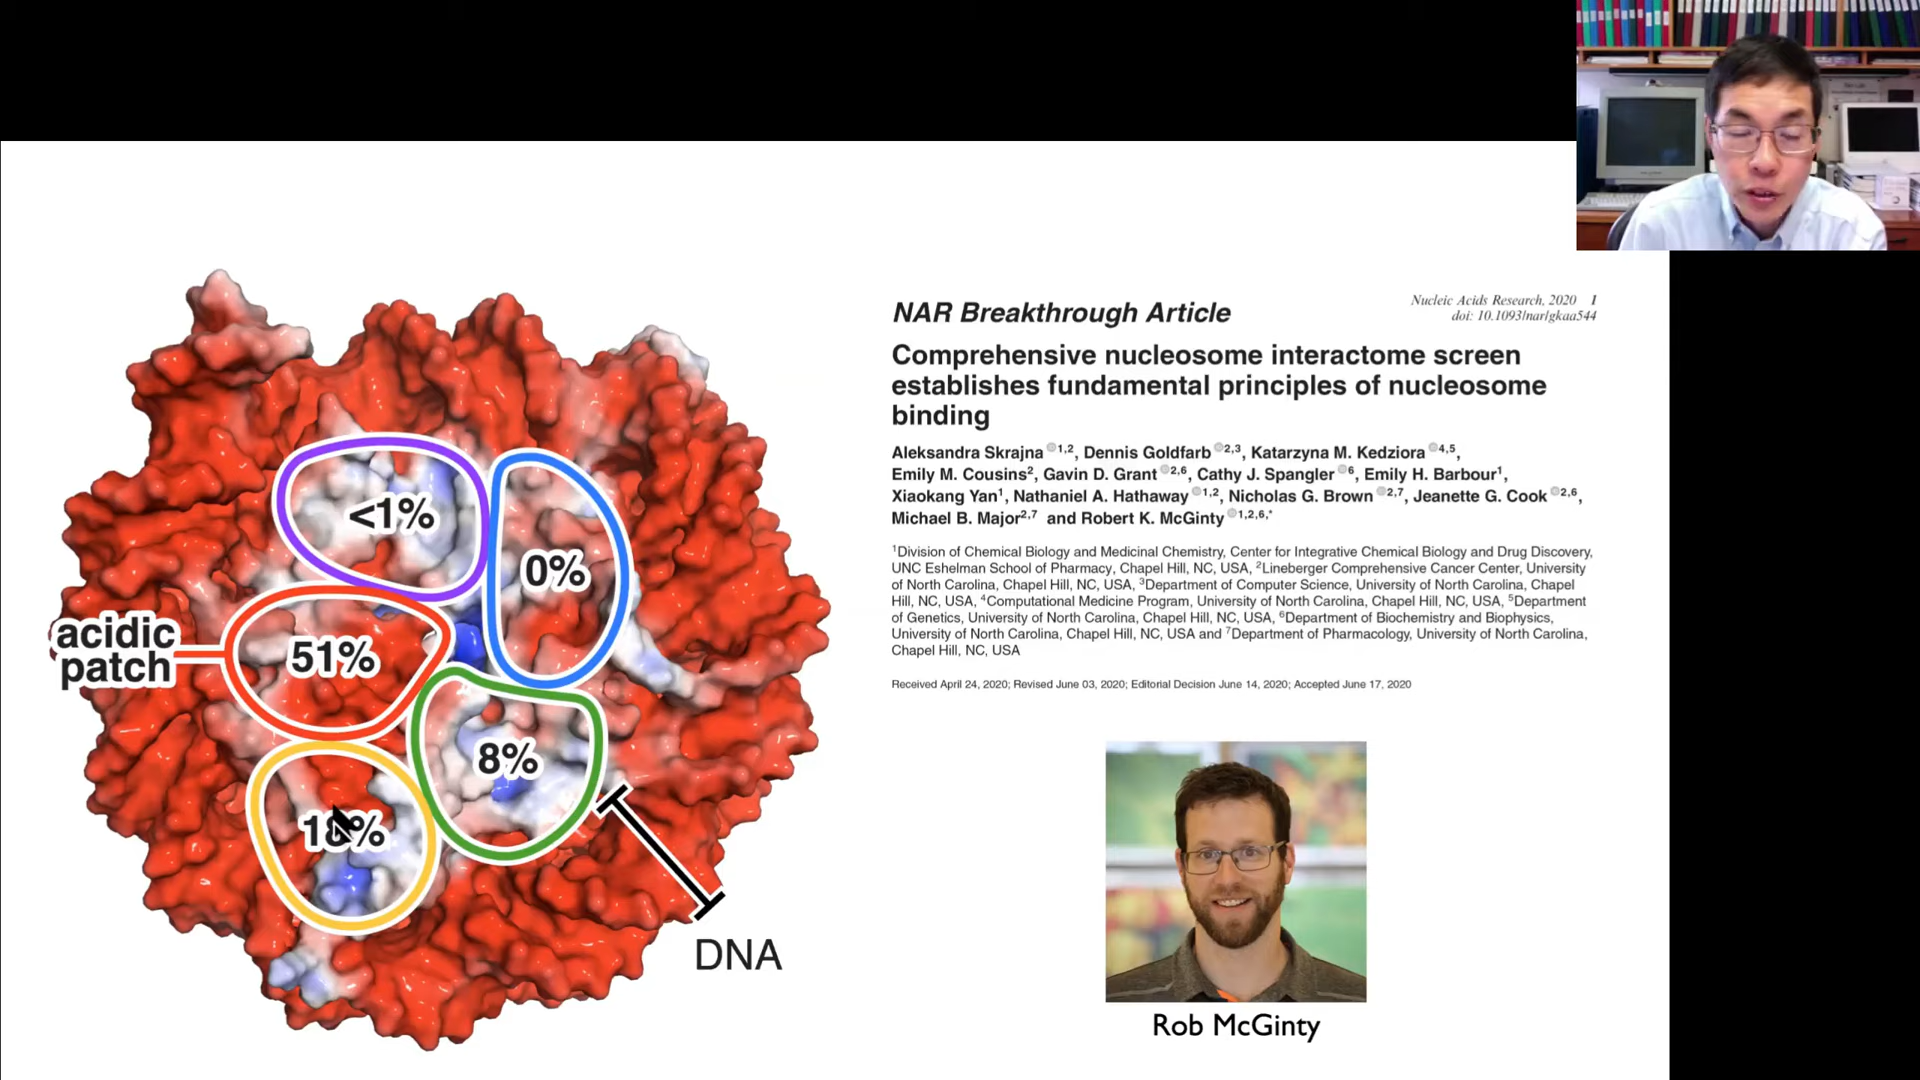 <1%
0%
acidic
patch
51%
8%
18%
DNA
NAR Breakthrough Article
Nucleic Acids Research, 2020 1
doi: 10.1093/nar/gkaa544
Comprehensive nucleosome interactome screen
establishes fundamental principles of nucleosome
binding
Aleksandra Skrajna 1,2, Dennis Goldfarb 2,3, Katarzyna M. Kedziora 4,5,
Emily M. Cousins2, Gavin D. Grant 2,6, Cathy J. Spangler 6, Emily H. Barbour1,
Xiaokang Yan1, Nathaniel A. Hathaway 1,2, Nicholas G. Brown 2,7, Jeanette G. Cook 2,6,
Michael B. Major2,7 and Robert K. McGinty 1,2,6,*
1Division of Chemical Biology and Medicinal Chemistry, Center for Integrative Chemical Biology and Drug Discovery,
UNC Eshelman School of Pharmacy, Chapel Hill, NC, USA, 2Lineberger Comprehensive Cancer Center, University
of North Carolina, Chapel Hill, NC, USA, 3Department of Computer Science, University of North Carolina, Chapel
Hill, NC, USA, 4Computational Medicine Program, University of North Carolina, Chapel Hill, NC, USA, 5Department
of Genetics, University of North Carolina, Chapel Hill, NC, USA, 6Department of Biochemistry and Biophysics,
University of North Carolina, Chapel Hill, NC, USA and 7Department of Pharmacology, University of North Carolina,
Chapel Hill, NC, USA
Received April 24, 2020; Revised June 03, 2020; Editorial Decision June 14, 2020; Accepted June 17, 2020
Rob McGinty